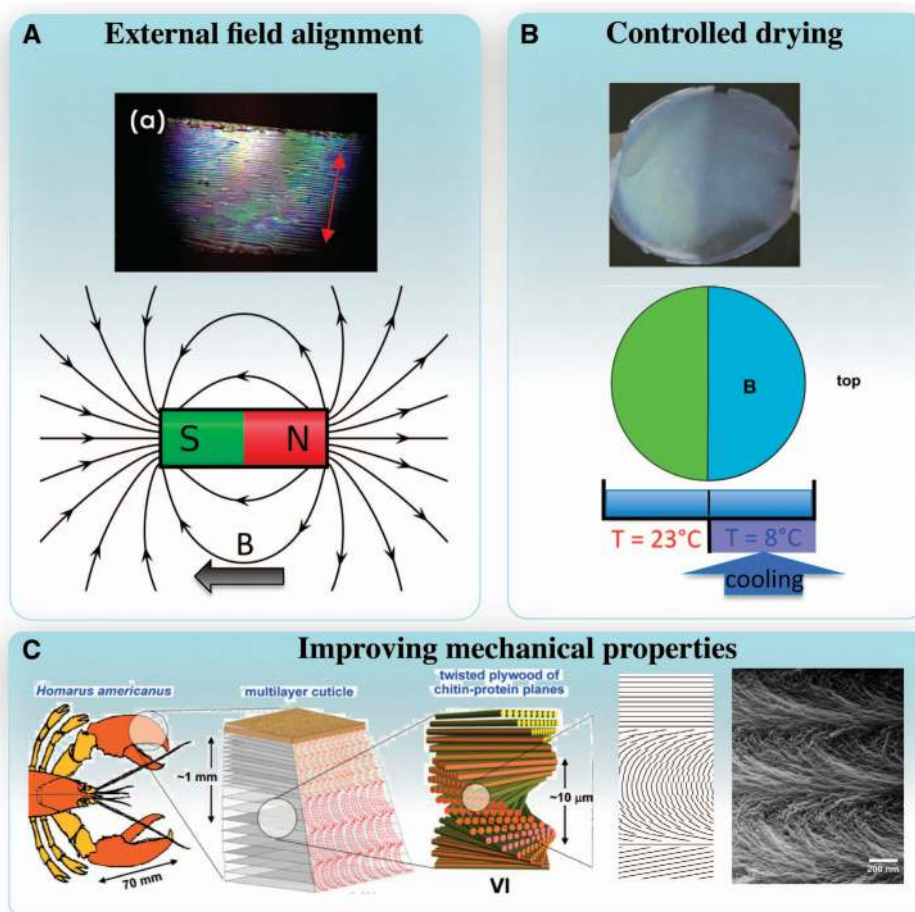 A
External field alignment
(a)
S
N
B
B
Controlled drying
B
top
T = 23°C
T = 8°C
cooling
C
Improving mechanical properties
Homarus americanus
multilayer cuticle
twisted plywood of
chitin-protein planes
~1 mm
~10 µm
70 mm
VI
200 nm